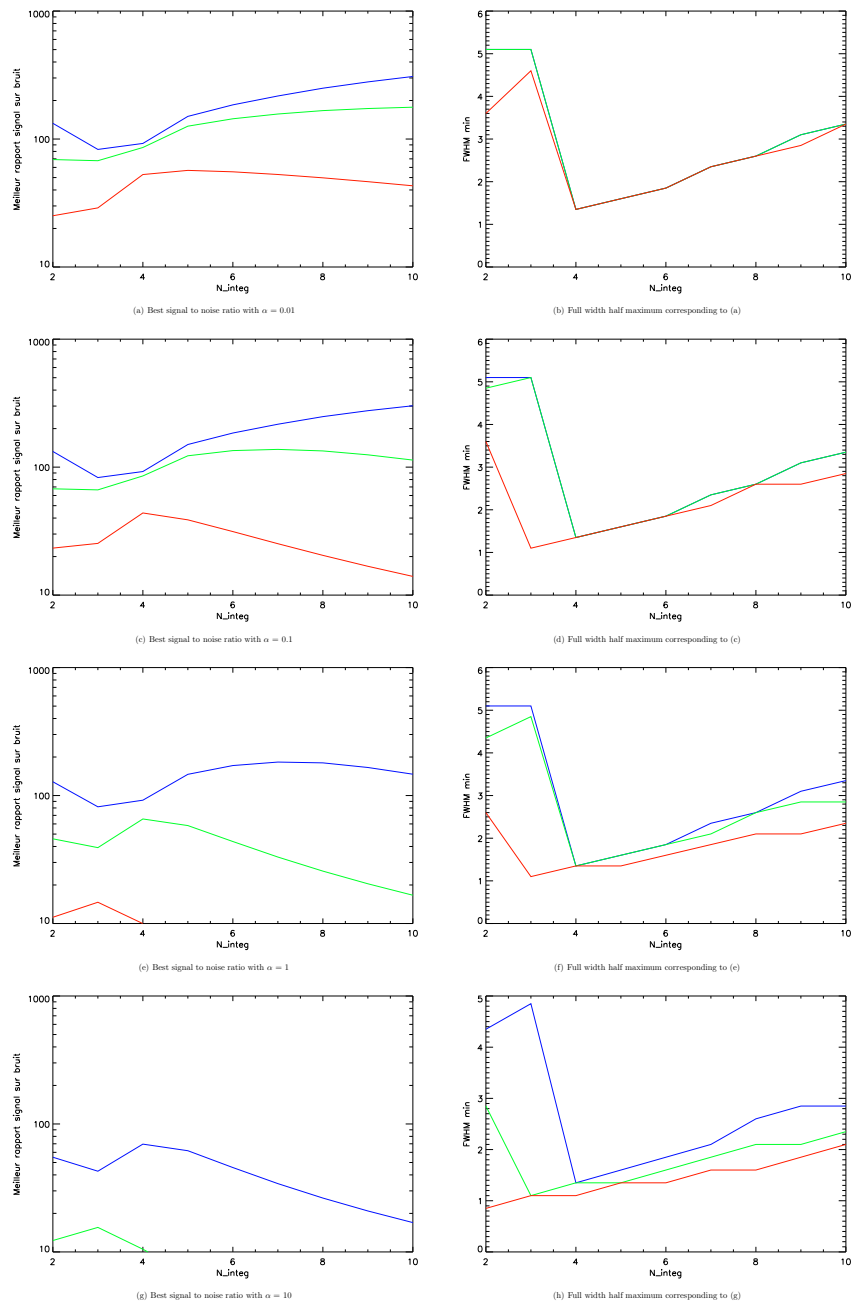 1000
100
10
Meilleur rapport signal sur bruit
2 4 6 8 10
N_integ
(a) Best signal to noise ratio with α = 0.01
6
5
4
3
2
1
0
FWHM min
2 4 6 8 10
N_integ
(b) Full width half maximum corresponding to (a)
1000
100
10
Meilleur rapport signal sur bruit
2 4 6 8 10
N_integ
(c) Best signal to noise ratio with α = 0.1
6
5
4
3
2
1
0
FWHM min
2 4 6 8 10
N_integ
(d) Full width half maximum corresponding to (c)
1000
100
10
Meilleur rapport signal sur bruit
2 4 6 8 10
N_integ
(e) Best signal to noise ratio with α = 1
6
5
4
3
2
1
0
FWHM min
2 4 6 8 10
N_integ
(f) Full width half maximum corresponding to (e)
1000
100
10
Meilleur rapport signal sur bruit
2 4 6 8 10
N_integ
(g) Best signal to noise ratio with α = 10
5
4
3
2
1
0
FWHM min
2 4 6 8 10
N_integ
(h) Full width half maximum corresponding to (g)